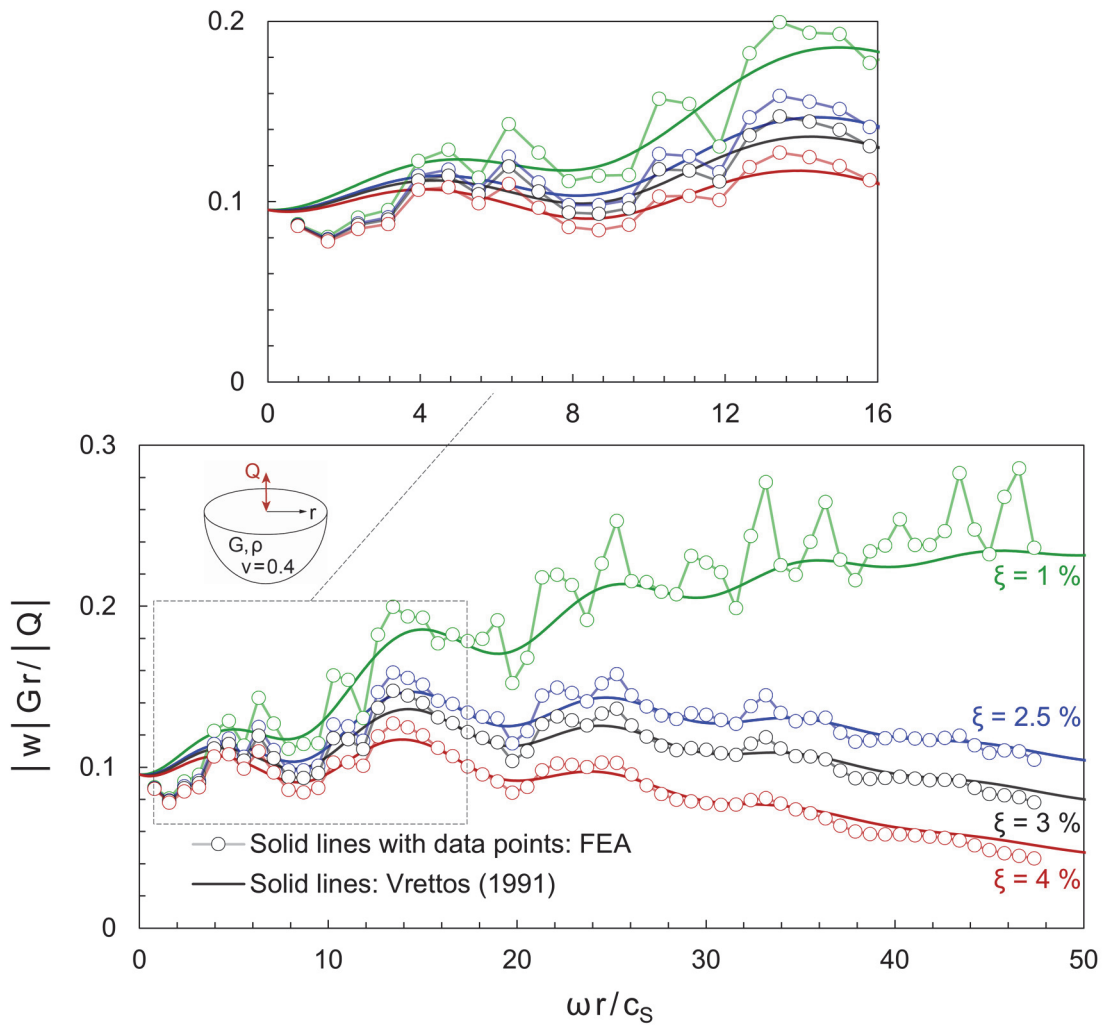 0.2
0.1
0
0 4 8 12 16
0.3
0.2
0.1
0
|w|Gr/|Q|
Q
r
G, ρ
v=0.4
ξ = 1 %
ξ = 2.5 %
ξ = 3 %
ξ = 4 %
Solid lines with data points: FEA
Solid lines: Vrettos (1991)
0 10 20 30 40 50
ωr/cS